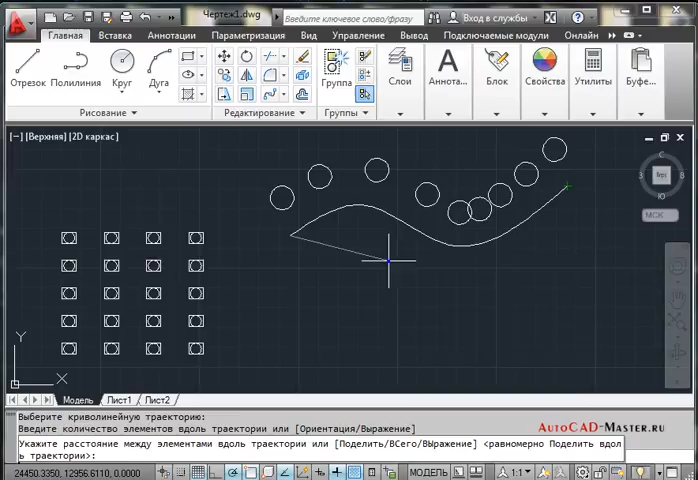 Чертеж1.dwg
Введите ключевое слово/фразу
Вход в службы
Главная Вставка Аннотации Параметризация Вид Управление Вывод Подключаемые модули Онлайн
Отрезок Полилиния Круг Дуга Группа Слои Аннота... Блок Свойства Утилиты Буфе...
Рисование Редактирование Группы
[−] [Верхняя] [2D каркас]
С
З Верх В
Ю
МСК
Y
X
Модель Лист1 Лист2
Выберите криволинейную траекторию:
Введите количество элементов вдоль траектории или [Ориентация/Выражение]
AutoCAD-Master.ru
Укажите расстояние между элементами вдоль траектории или [Поделить/ВСего/ВЫражение] <равномерно Поделить вдол
ь траектории>:
24450.3350, 12956.6110, 0.0000 МОДЕЛЬ 1:1